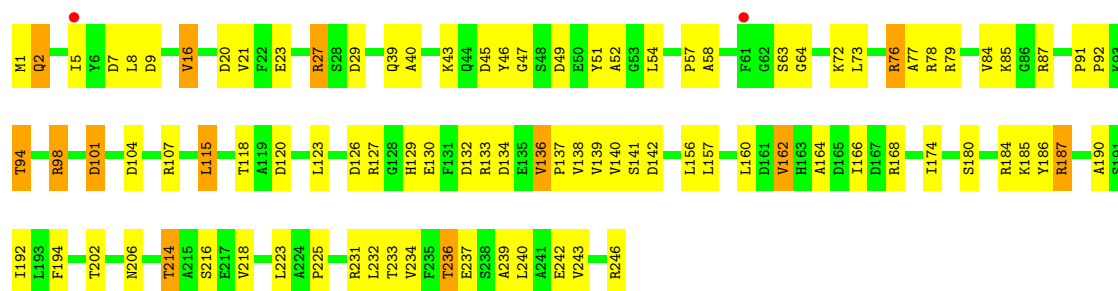 M1 Q2 I5 Y6 D7 L8 D9 V16 D20 V21 F22 E23 R27 S28 D29 Q39 A40 K43 Q44 D45 Y46 G47 S48 D49 E50 Y51 A52 G53 L54 P57 A58 F61 G62 S63 G64 K72 L73 R76 A77 R78 R79 V84 K85 G86 R87 P91 P92 K93
T94 R98 D101 D104 R107 L115 T118 A119 D120 L123 D126 R127 G128 H129 E130 F131 D132 R133 D134 E135 V136 P137 V138 V139 V140 S141 D142 L156 L157 L160 D161 V162 H163 A164 D165 I166 D167 R168 I174 S180 R184 K185 Y186 R187 A190 S191
I192 L193 F194 T202 N206 T214 A215 S216 E217 V218 L223 A224 P225 R231 L232 T233 V234 F235 T236 E237 S238 A239 L240 A241 E242 V243 R246